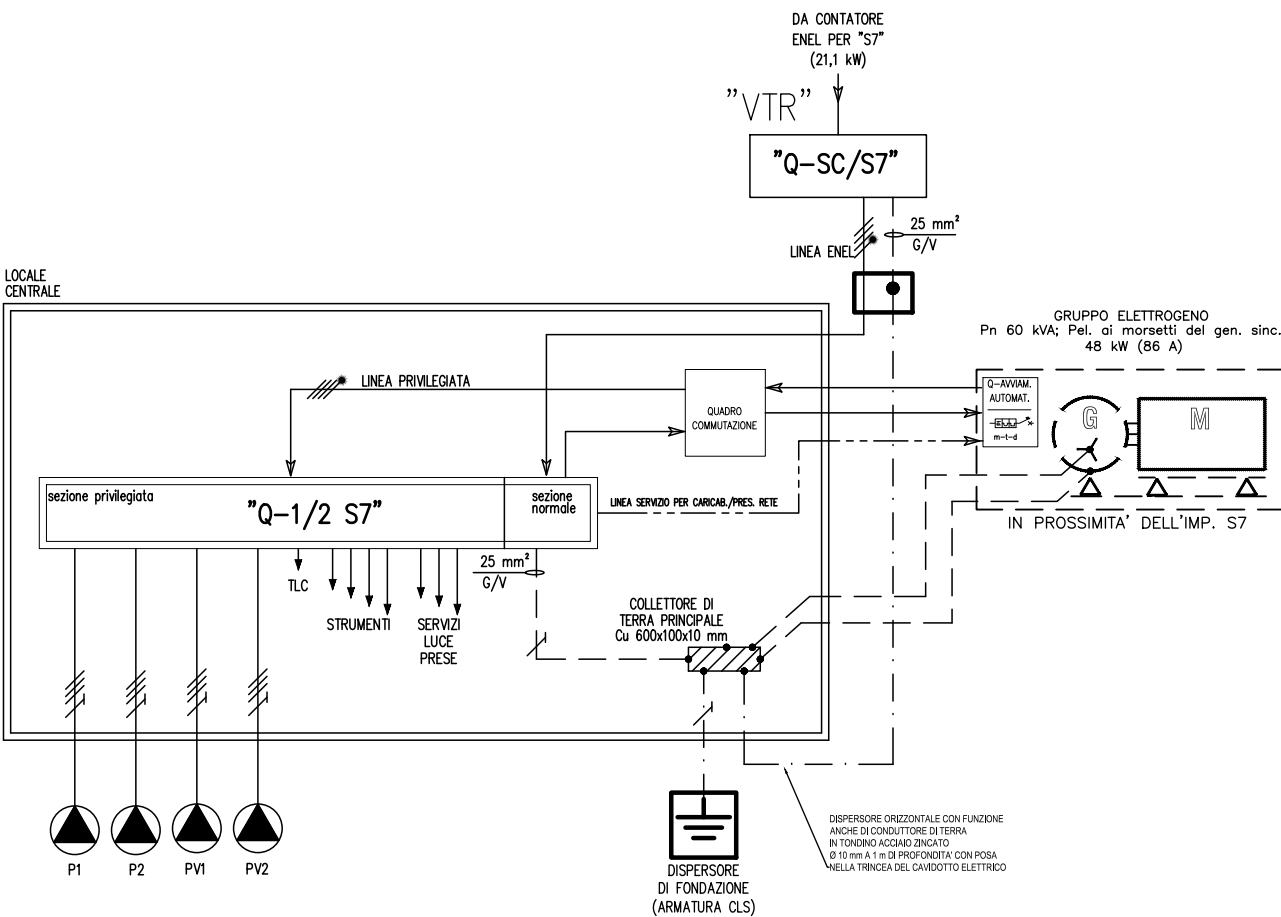 DA CONTATORE
ENEL PER "S7"
(21,1 kW)
"VTR"
"Q-SC/S7"
25 mm²
G/V
LINEA ENEL
LOCALE
CENTRALE
GRUPPO ELETTROGENO
Pn 60 kVA; Pel. ai morsetti del gen. sinc.
48 kW (86 A)
LINEA PRIVILEGIATA
QUADRO
COMMUTAZIONE
Q-AVVIAM.
AUTOMAT.
m-t-d
G
M
sezione privilegiata
"Q-1/2 S7"
sezione
normale
LINEA SERVIZIO PER CARICAB./PRES. RETE
IN PROSSIMITA' DELL'IMP. S7
25 mm²
G/V
TLC
STRUMENTI
SERVIZI
LUCE
PRESE
COLLETTORE DI
TERRA PRINCIPALE
Cu 600x100x10 mm
P1
P2
PV1
PV2
DISPERSORE
DI FONDAZIONE
(ARMATURA CLS)
DISPERSORE ORIZZONTALE CON FUNZIONE
ANCHE DI CONDUTTORE DI TERRA
IN TONDINO ACCIAIO ZINCATO
Ø 10 mm A 1 m DI PROFONDITA' CON POSA
NELLA TRINCEA DEL CAVIDOTTO ELETTRICO